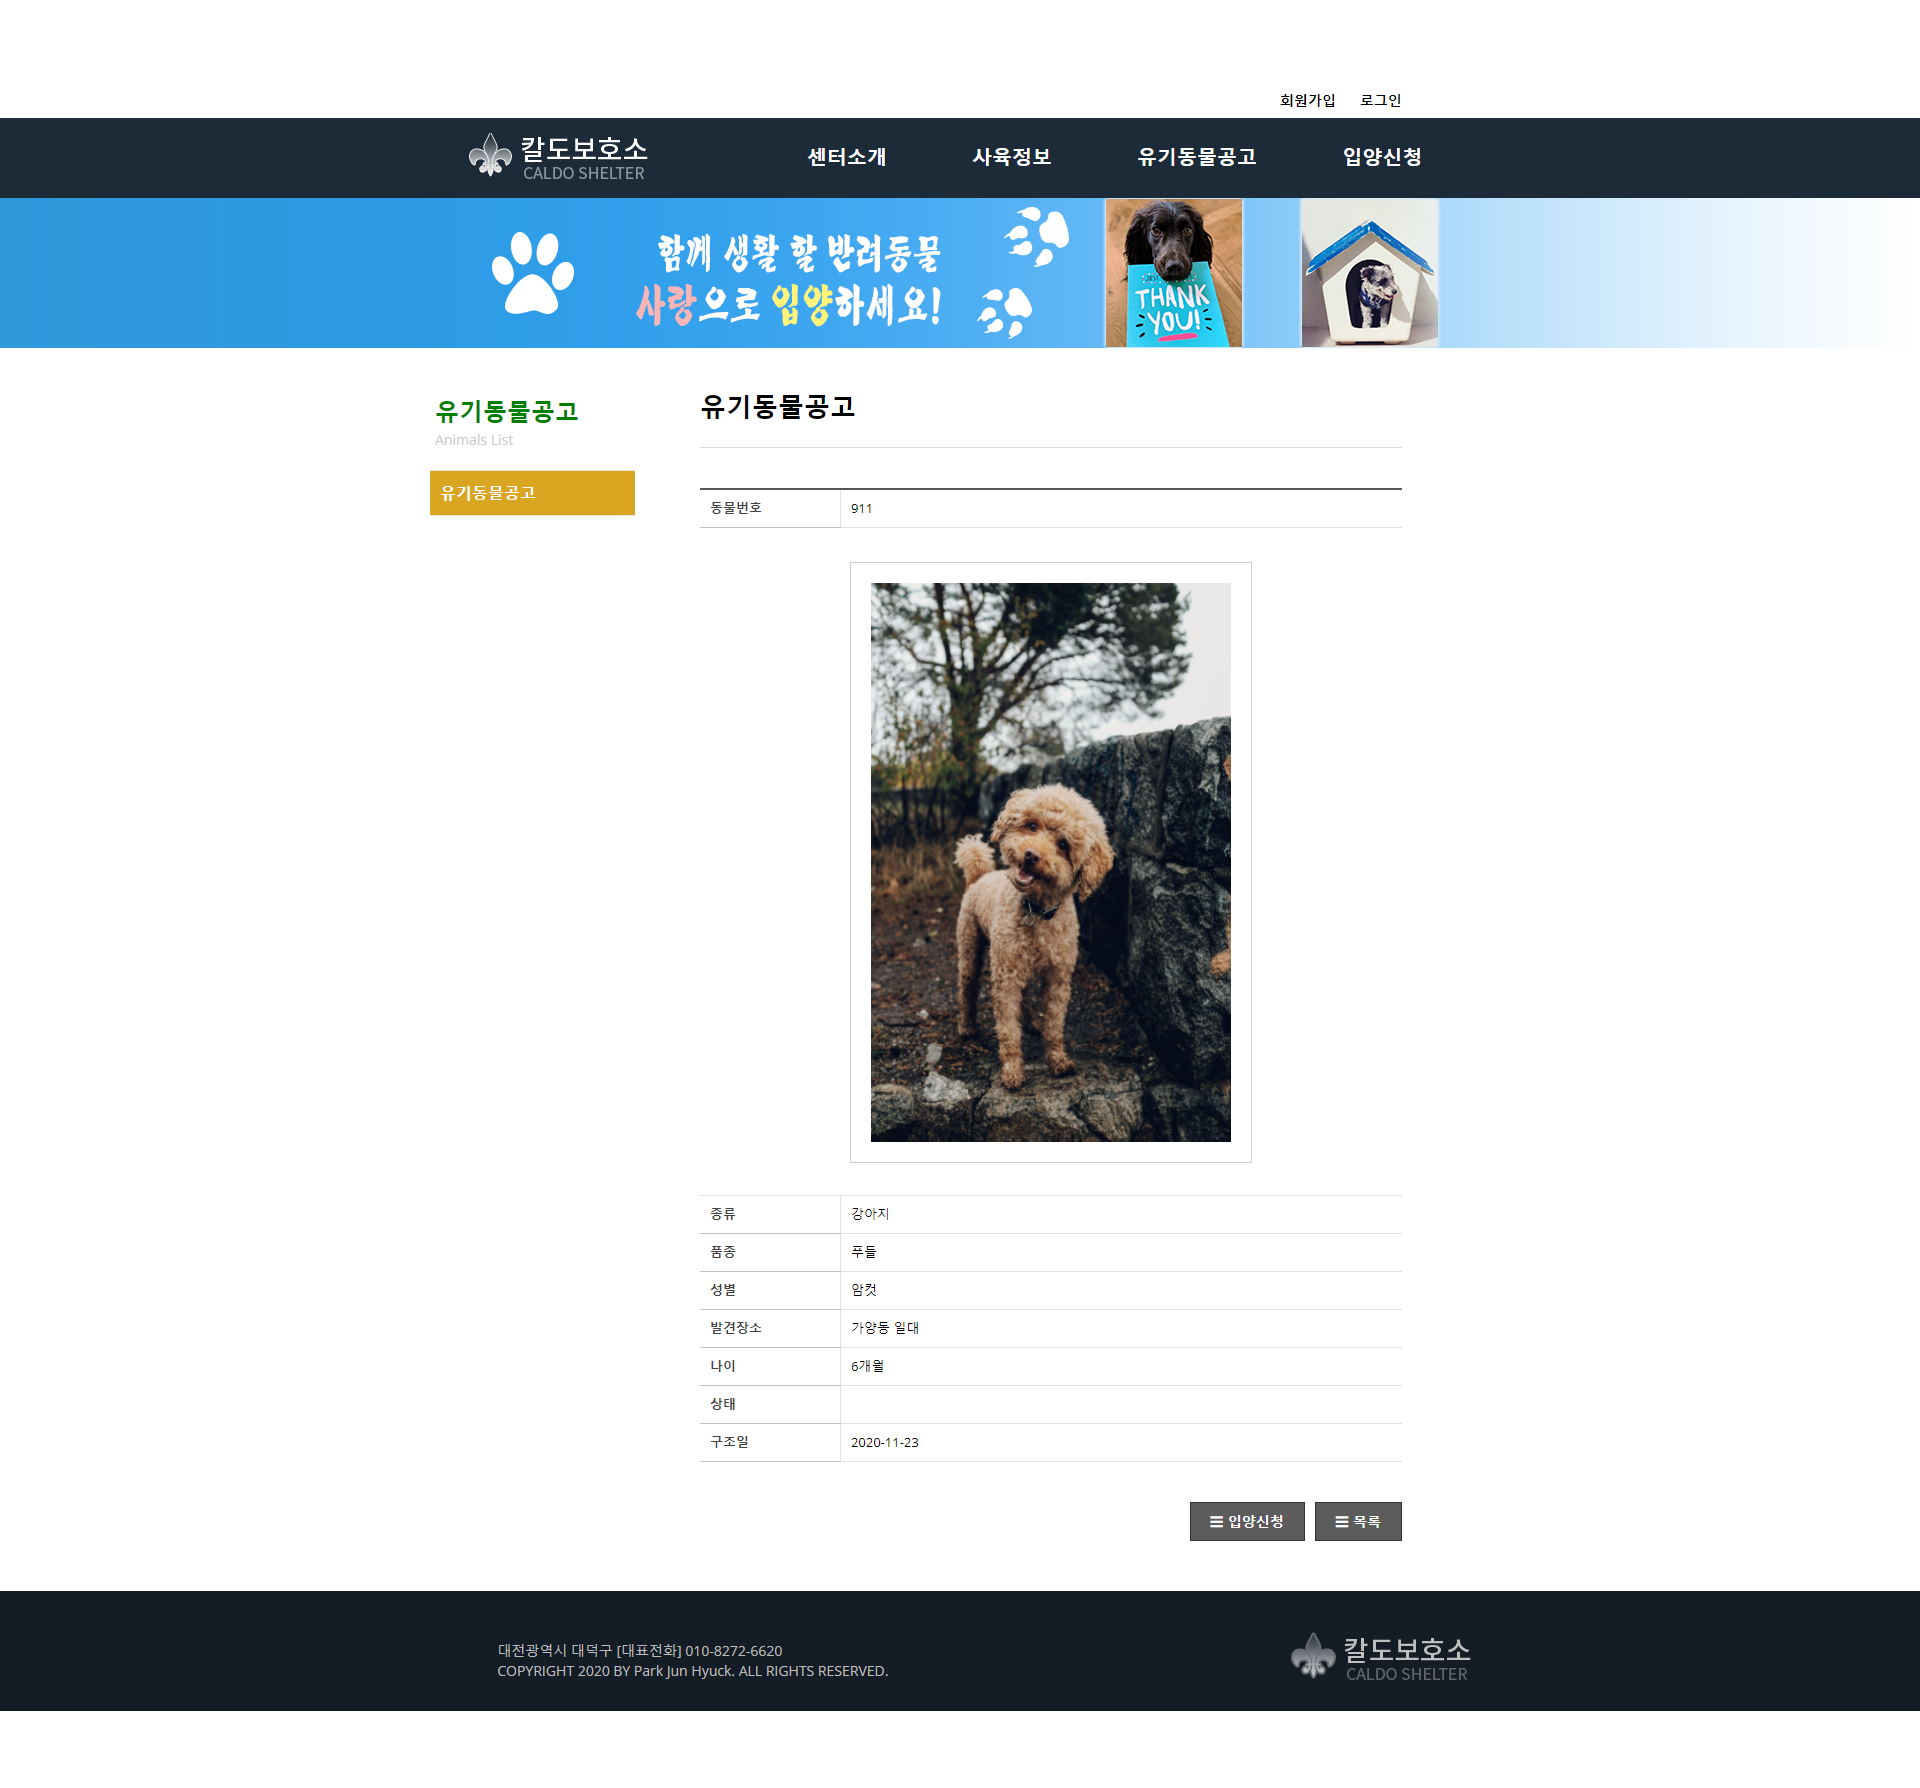 회원가입 로그인
칼도보호소
CALDO SHELTER
센터소개 사육정보 유기동물공고 입양신청
함께 생활 할 반려동물
사랑으로 입양하세요!
THANK
YOU!
유기동물공고
Animals List
유기동물공고
유기동물공고
동물번호 911
종류 강아지
품종 푸들
성별 암컷
발견장소 가양동 일대
나이 6개월
상태
구조일 2020-11-23
☰ 입양신청 ☰ 목록
대전광역시 대덕구 [대표전화] 010-8272-6620
COPYRIGHT 2020 BY Park Jun Hyuck. ALL RIGHTS RESERVED.
칼도보호소
CALDO SHELTER